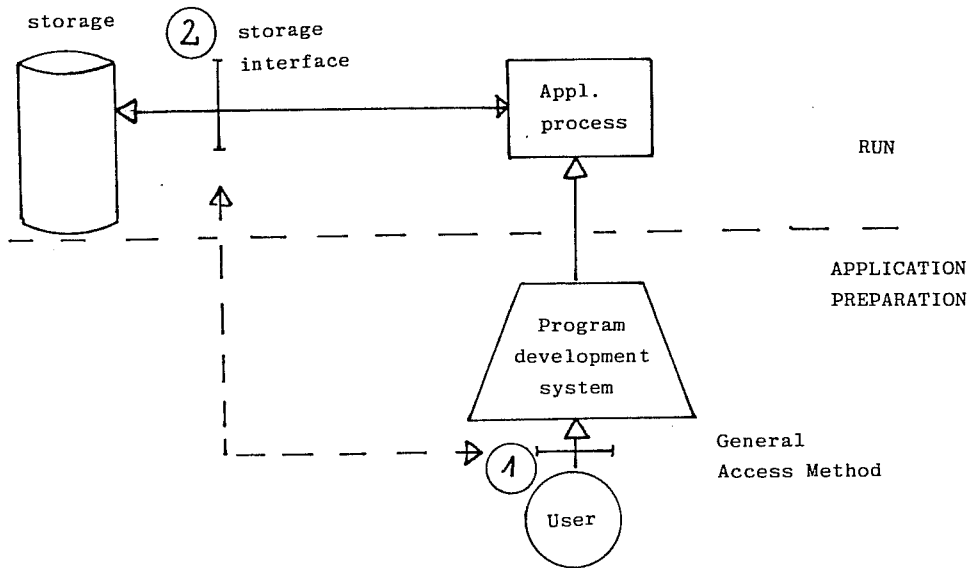 storage
2
storage
interface
Appl.
process
RUN
APPLICATION
PREPARATION
Program
development
system
General
Access Method
1
User